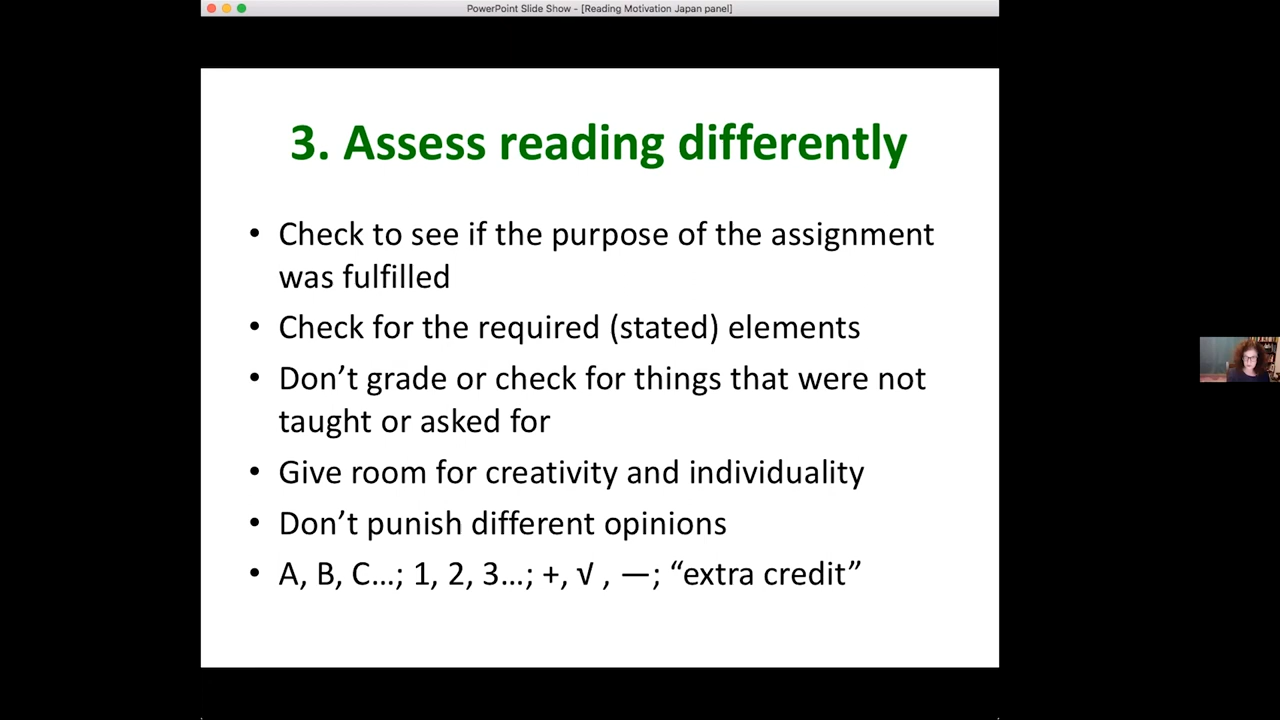 PowerPoint Slide Show - [Reading Motivation Japan panel]
3. Assess reading differently
• Check to see if the purpose of the assignment
was fulfilled
• Check for the required (stated) elements
• Don’t grade or check for things that were not
taught or asked for
• Give room for creativity and individuality
• Don’t punish different opinions
• A, B, C…; 1, 2, 3…; +, √ , —; “extra credit”